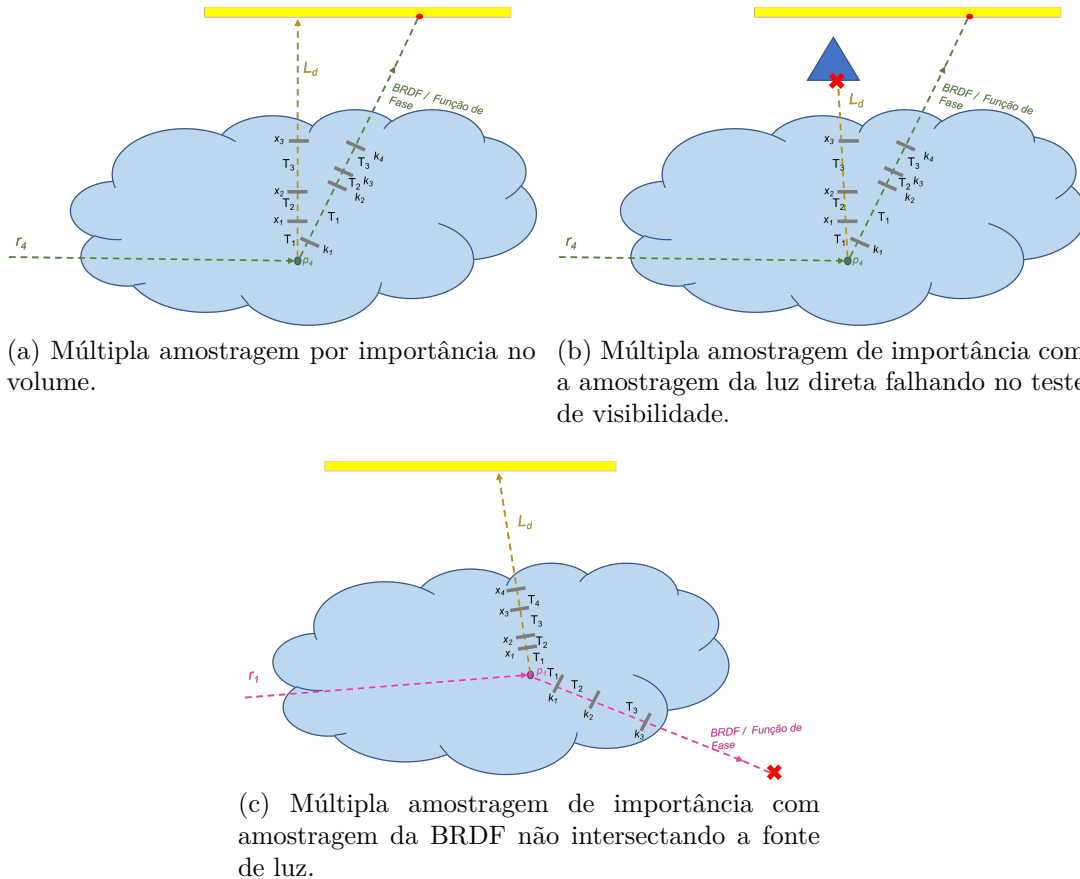 L_d
BRDF / Função de
Fase
x_3
T_3
x_2
T_2
x_1
T_1
k_4
T_3
k_3
T_2
k_2
T_1
k_1
r_4
p_4
(a) Múltipla amostragem por importância no
volume.
L_d
BRDF / Função de
Fase
x_3
T_3
x_2
T_2
x_1
T_1
k_4
T_3
k_3
T_2
k_2
T_1
k_1
r_4
p_4
(b) Múltipla amostragem de importância com
a amostragem da luz direta falhando no teste
de visibilidade.
L_d
x_4
T_4
x_3
T_3
x_2
T_2
x_1
T_1
r_1
p_1
T_1
k_1
T_2
k_2
T_3
k_3
BRDF / Função de
Fase
(c) Múltipla amostragem de importância com
amostragem da BRDF não intersectando a fonte
de luz.